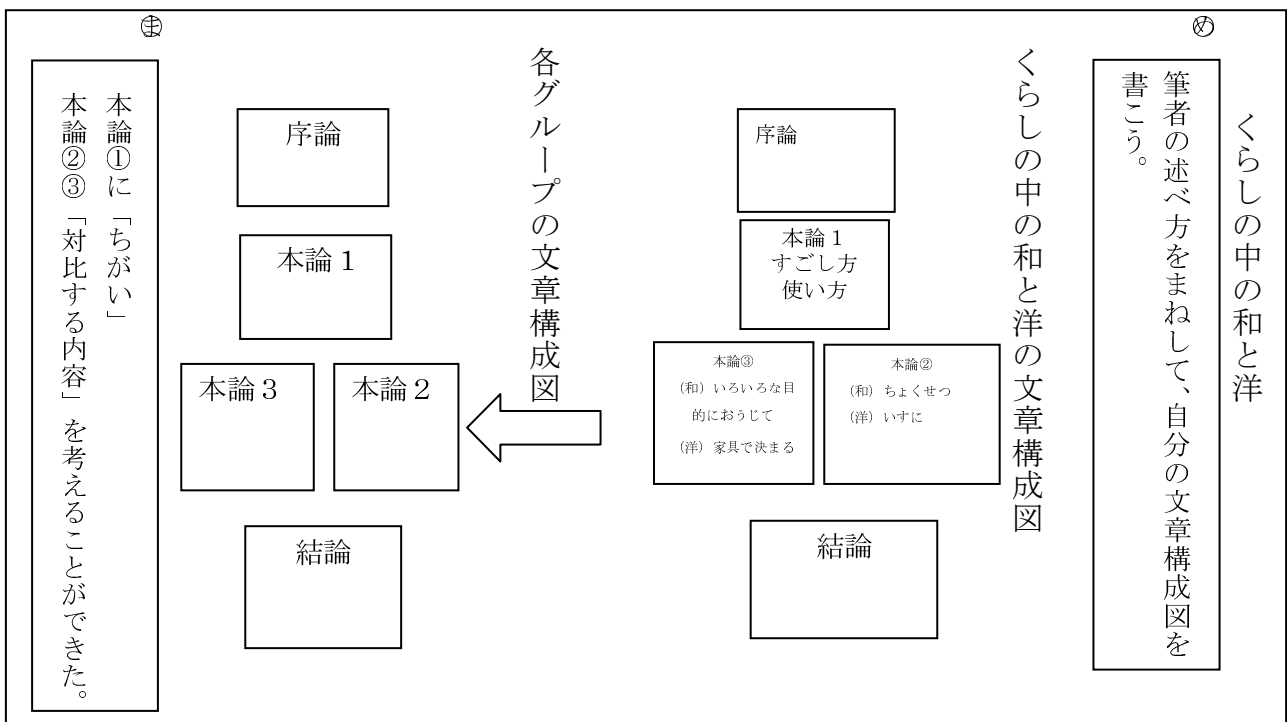 くらしの中の和と洋
め
筆者の述べ方をまねして、自分の文章構成図を
書こう。
くらしの中の和と洋の文章構成図
序論
本論１
すごし方
使い方
本論②
（和）ちょくせつ
（洋）いすに
本論③
（和）いろいろな目
的におうじて
（洋）家具で決まる
結論
各グループの文章構成図
序論
本論１
本論２
本論３
結論
ま
本論①に「ちがい」
本論②③「対比する内容」を考えることができた。